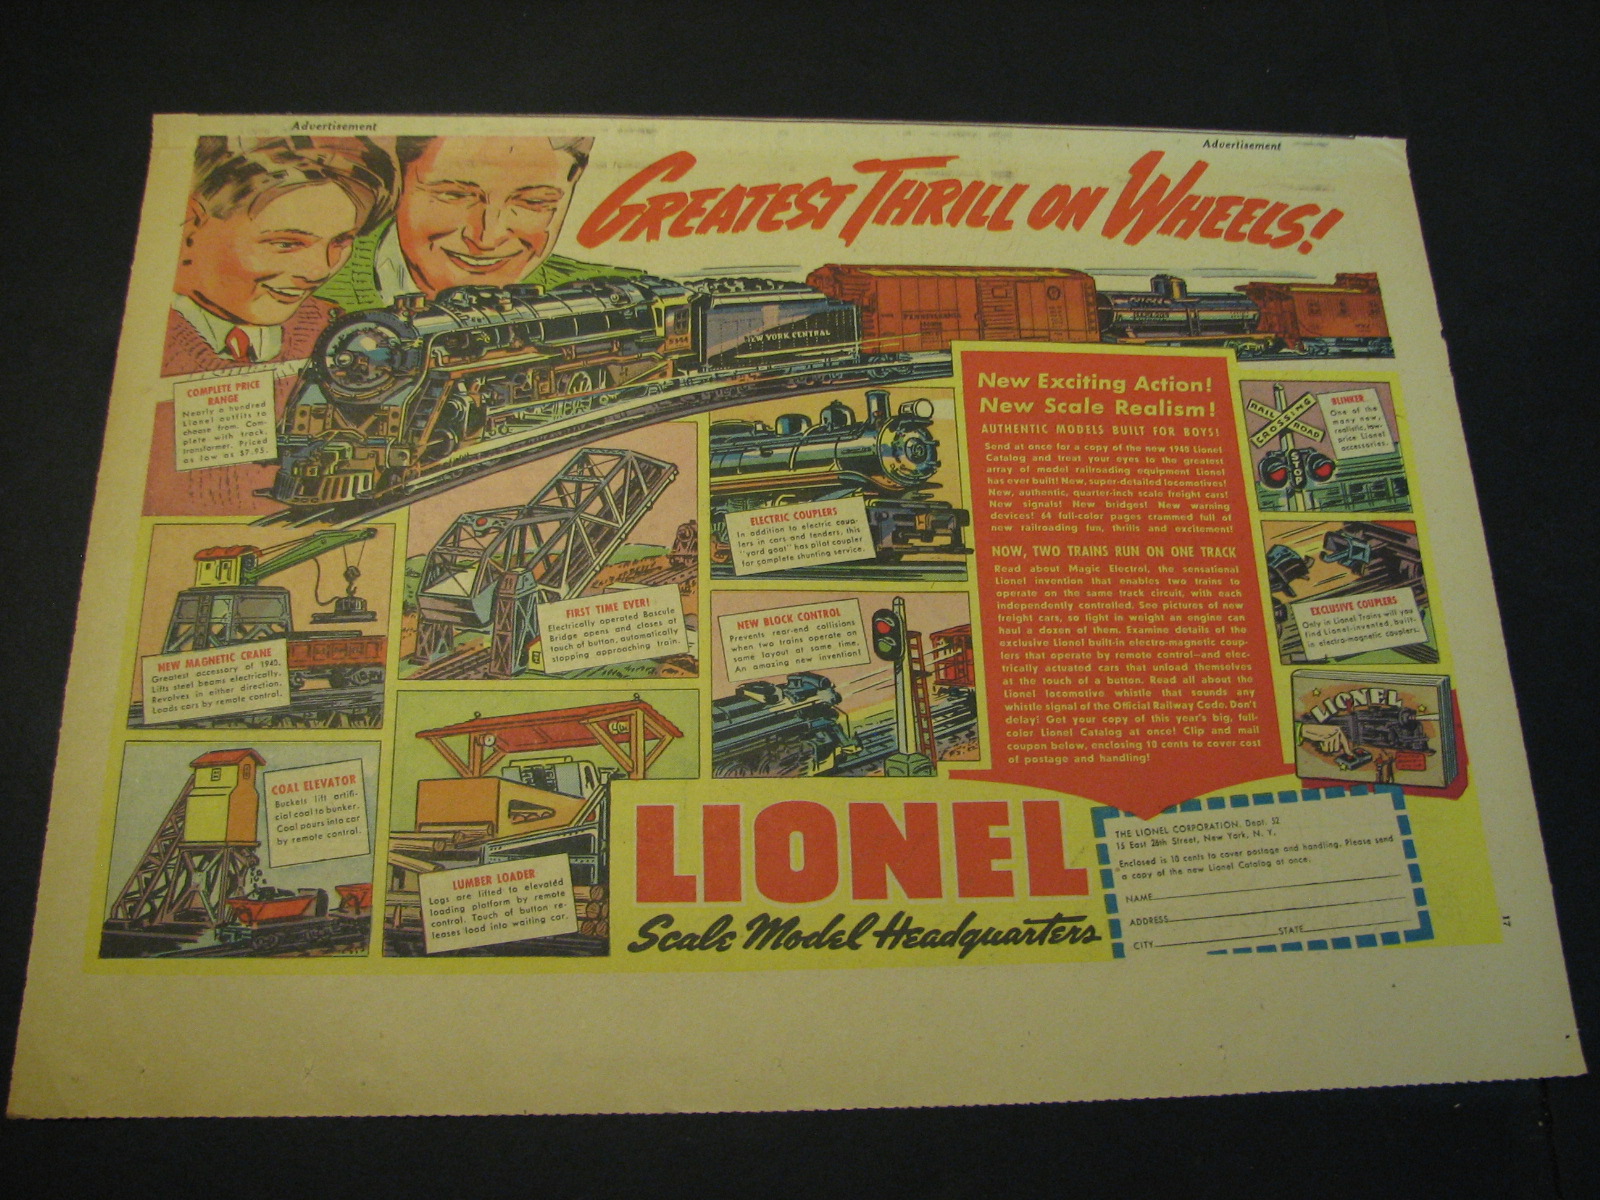 Advertisement
Advertisement
GREATEST THRILL ON WHEELS!
NEW YORK CENTRAL
5344
PENNSYLVANIA
COMPLETE PRICE
RANGE
Nearly a hundred
Lionel outfits to
choose from. Com-
plete with track,
transformer. Priced
as low as $7.95.
NEW MAGNETIC CRANE
Greatest accessory of 1940.
Lifts steel beams electrically.
Revolves in either direction.
Loads cars by remote control.
FIRST TIME EVER!
Electrically operated Bascule
Bridge opens and closes at
touch of button, automatically
stopping approaching train.
COAL ELEVATOR
Buckets lift artifi-
cial coal to bunker.
Coal pours into car
by remote control.
LUMBER LOADER
Logs are lifted to elevated
loading platform by remote
control. Touch of button re-
leases load into waiting car.
ELECTRIC COUPLERS
In addition to electric coup-
lers in cars and tenders, this
"yard goat" has pilot coupler
for complete shunting service.
NEW BLOCK CONTROL
Prevents rear-end collisions
when two trains operate on
same layout at same time.
An amazing new invention!
New Exciting Action!
New Scale Realism!
AUTHENTIC MODELS BUILT FOR BOYS!
Send at once for a copy of the new 1940 Lionel
Catalog and treat your eyes to the greatest
array of model railroading equipment Lionel
has ever built! New, super-detailed locomotives!
New, authentic, quarter-inch scale freight cars!
New signals! New bridges! New warning
devices! 64 full-color pages crammed full of
new railroading fun, thrills and excitement!
NOW, TWO TRAINS RUN ON ONE TRACK
Read about Magic Electrol, the sensational
Lionel invention that enables two trains to
operate on the same track circuit, with each
independently controlled. See pictures of new
freight cars, so light in weight an engine can
haul a dozen of them. Examine details of the
exclusive Lionel built-in electro-magnetic coup-
lers that operate by remote control—and elec-
trically actuated cars that unload themselves
at the touch of a button. Read all about the
Lionel locomotive whistle that sounds any
whistle signal of the Official Railway Code. Don't
delay! Get your copy of this year's big, full-
color Lionel Catalog at once! Clip and mail
coupon below, enclosing 10 cents to cover cost
of postage and handling!
RAIL ROAD
CROSSING
STOP
BLINKER
One of the
many new,
realistic, low-
price Lionel
accessories.
EXCLUSIVE COUPLERS
Only in Lionel Trains will you
find Lionel-invented, built-
in electro-magnetic couplers.
LIONEL
LIONEL
Scale Model Headquarters
THE LIONEL CORPORATION, Dept. 52
15 East 26th Street, New York, N. Y.
Enclosed is 10 cents to cover postage and handling. Please send
a copy of the new Lionel Catalog at once.
NAME
ADDRESS
CITY STATE
17